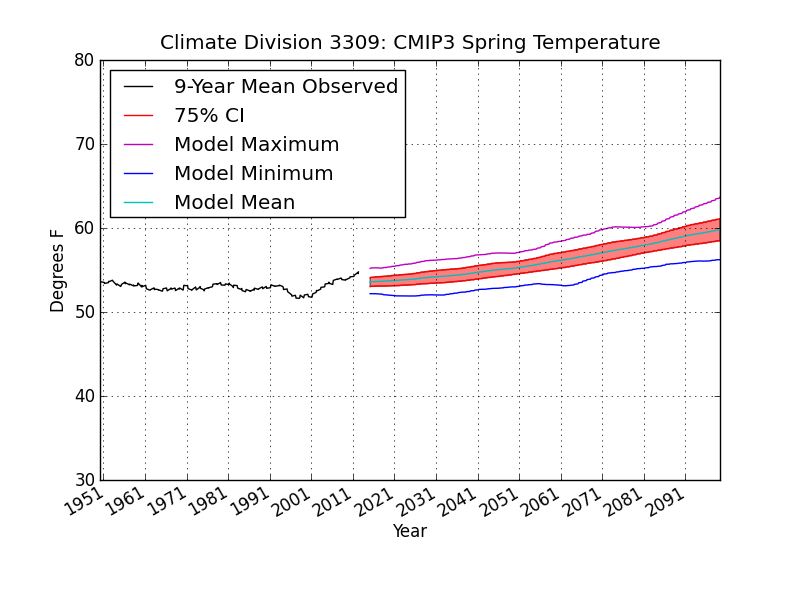 Climate Division 3309: CMIP3 Spring Temperature
80
70
60
50
40
30
Degrees F
9-Year Mean Observed
75% CI
Model Maximum
Model Minimum
Model Mean
1951 1961 1971 1981 1991 2001 2011 2021 2031 2041 2051 2061 2071 2081 2091
Year